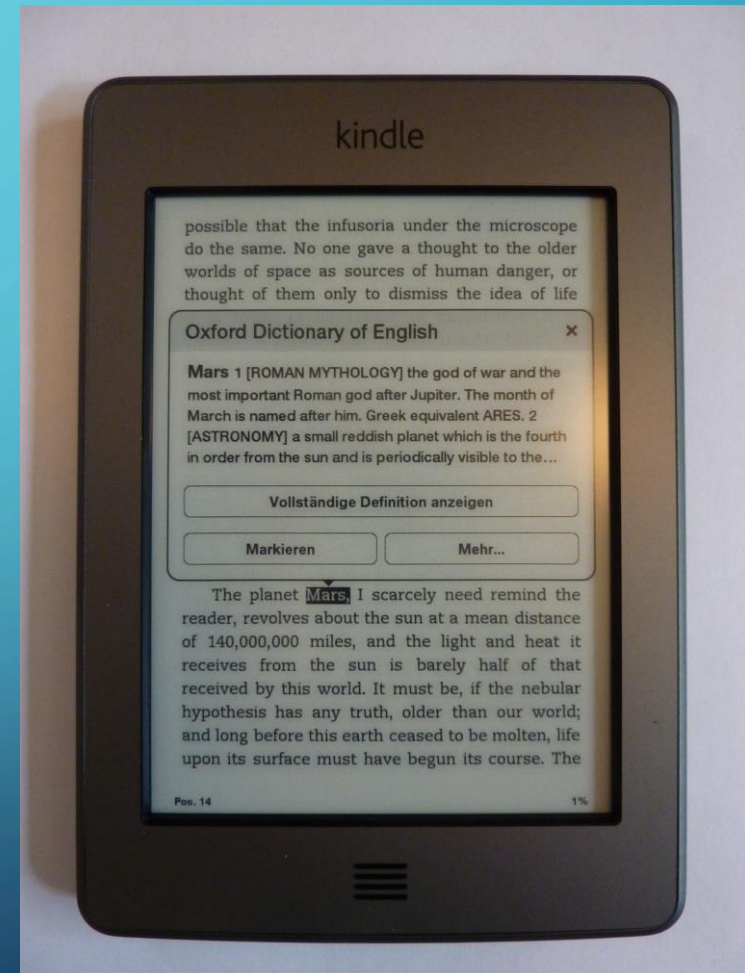 kindle
possible that the infusoria under the microscope
do the same. No one gave a thought to the older
worlds of space as sources of human danger, or
thought of them only to dismiss the idea of life
Oxford Dictionary of English ×
Mars 1 [ROMAN MYTHOLOGY] the god of war and the
most important Roman god after Jupiter. The month of
March is named after him. Greek equivalent ARES. 2
[ASTRONOMY] a small reddish planet which is the fourth
in order from the sun and is periodically visible to the...
Vollständige Definition anzeigen
Markieren Mehr...
The planet Mars, I scarcely need remind the
reader, revolves about the sun at a mean distance
of 140,000,000 miles, and the light and heat it
receives from the sun is barely half of that
received by this world. It must be, if the nebular
hypothesis has any truth, older than our world;
and long before this earth ceased to be molten, life
upon its surface must have begun its course. The
Pos. 14 1%